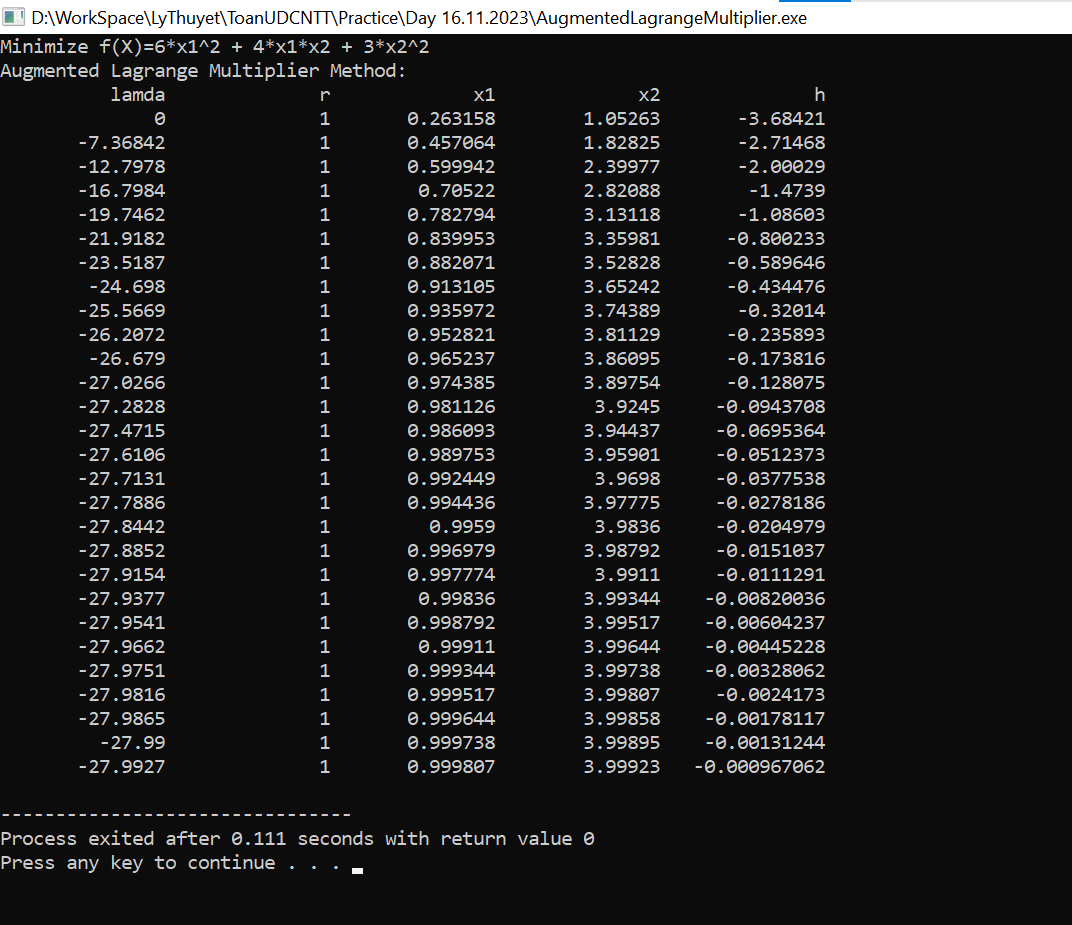 D:\WorkSpace\LyThuyet\ToanUDCNTT\Practice\Day 16.11.2023\AugmentedLagrangeMultiplier.exe
Minimize f(X)=6*x1^2 + 4*x1*x2 + 3*x2^2
Augmented Lagrange Multiplier Method:
lamda r x1 x2 h
0 1 0.263158 1.05263 -3.68421
-7.36842 1 0.457064 1.82825 -2.71468
-12.7978 1 0.599942 2.39977 -2.00029
-16.7984 1 0.70522 2.82088 -1.4739
-19.7462 1 0.782794 3.13118 -1.08603
-21.9182 1 0.839953 3.35981 -0.800233
-23.5187 1 0.882071 3.52828 -0.589646
-24.698 1 0.913105 3.65242 -0.434476
-25.5669 1 0.935972 3.74389 -0.32014
-26.2072 1 0.952821 3.81129 -0.235893
-26.679 1 0.965237 3.86095 -0.173816
-27.0266 1 0.974385 3.89754 -0.128075
-27.2828 1 0.981126 3.9245 -0.0943708
-27.4715 1 0.986093 3.94437 -0.0695364
-27.6106 1 0.989753 3.95901 -0.0512373
-27.7131 1 0.992449 3.9698 -0.0377538
-27.7886 1 0.994436 3.97775 -0.0278186
-27.8442 1 0.9959 3.9836 -0.0204979
-27.8852 1 0.996979 3.98792 -0.0151037
-27.9154 1 0.997774 3.9911 -0.0111291
-27.9377 1 0.99836 3.99344 -0.00820036
-27.9541 1 0.998792 3.99517 -0.00604237
-27.9662 1 0.99911 3.99644 -0.00445228
-27.9751 1 0.999344 3.99738 -0.00328062
-27.9816 1 0.999517 3.99807 -0.0024173
-27.9865 1 0.999644 3.99858 -0.00178117
-27.99 1 0.999738 3.99895 -0.00131244
-27.9927 1 0.999807 3.99923 -0.000967062
--------------------------------
Process exited after 0.111 seconds with return value 0
Press any key to continue . . .